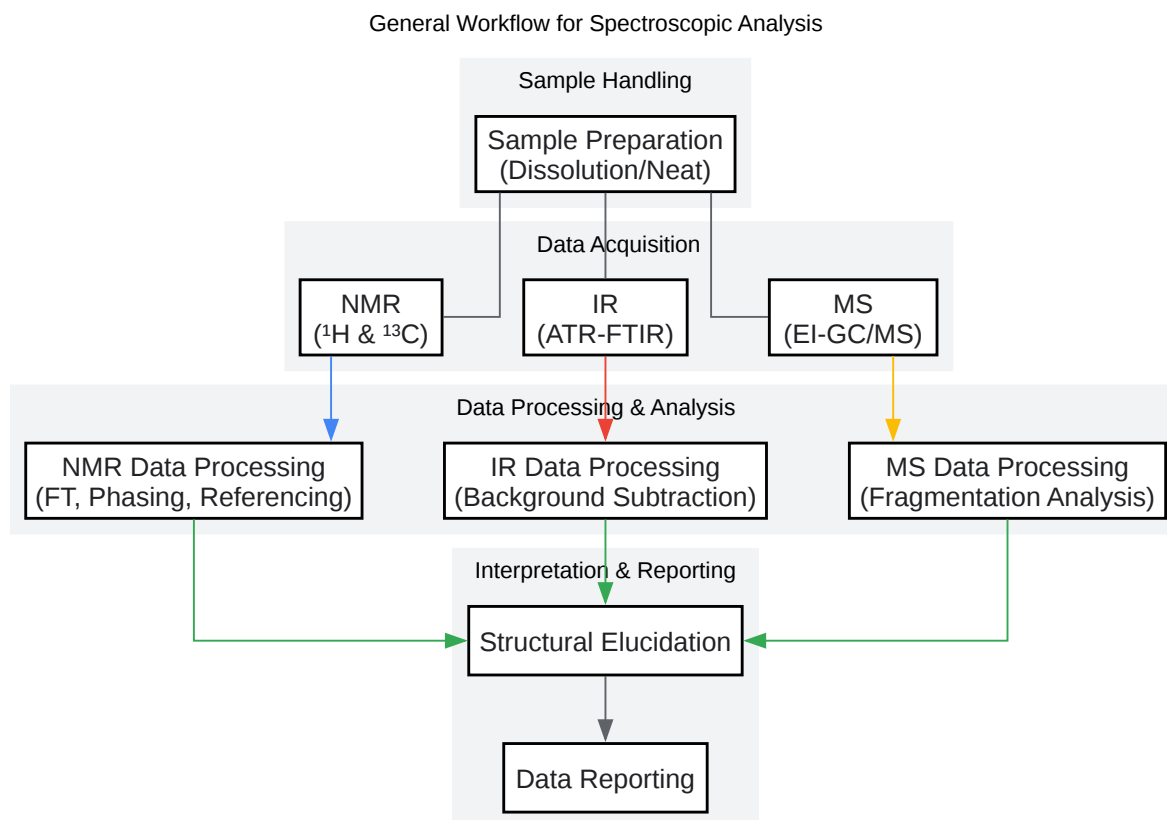 General Workflow for Spectroscopic Analysis
Sample Handling
Sample Preparation
(Dissolution/Neat)
Data Acquisition
NMR
(¹H & ¹³C)
IR
(ATR-FTIR)
MS
(EI-GC/MS)
Data Processing & Analysis
NMR Data Processing
(FT, Phasing, Referencing)
IR Data Processing
(Background Subtraction)
MS Data Processing
(Fragmentation Analysis)
Interpretation & Reporting
Structural Elucidation
Data Reporting